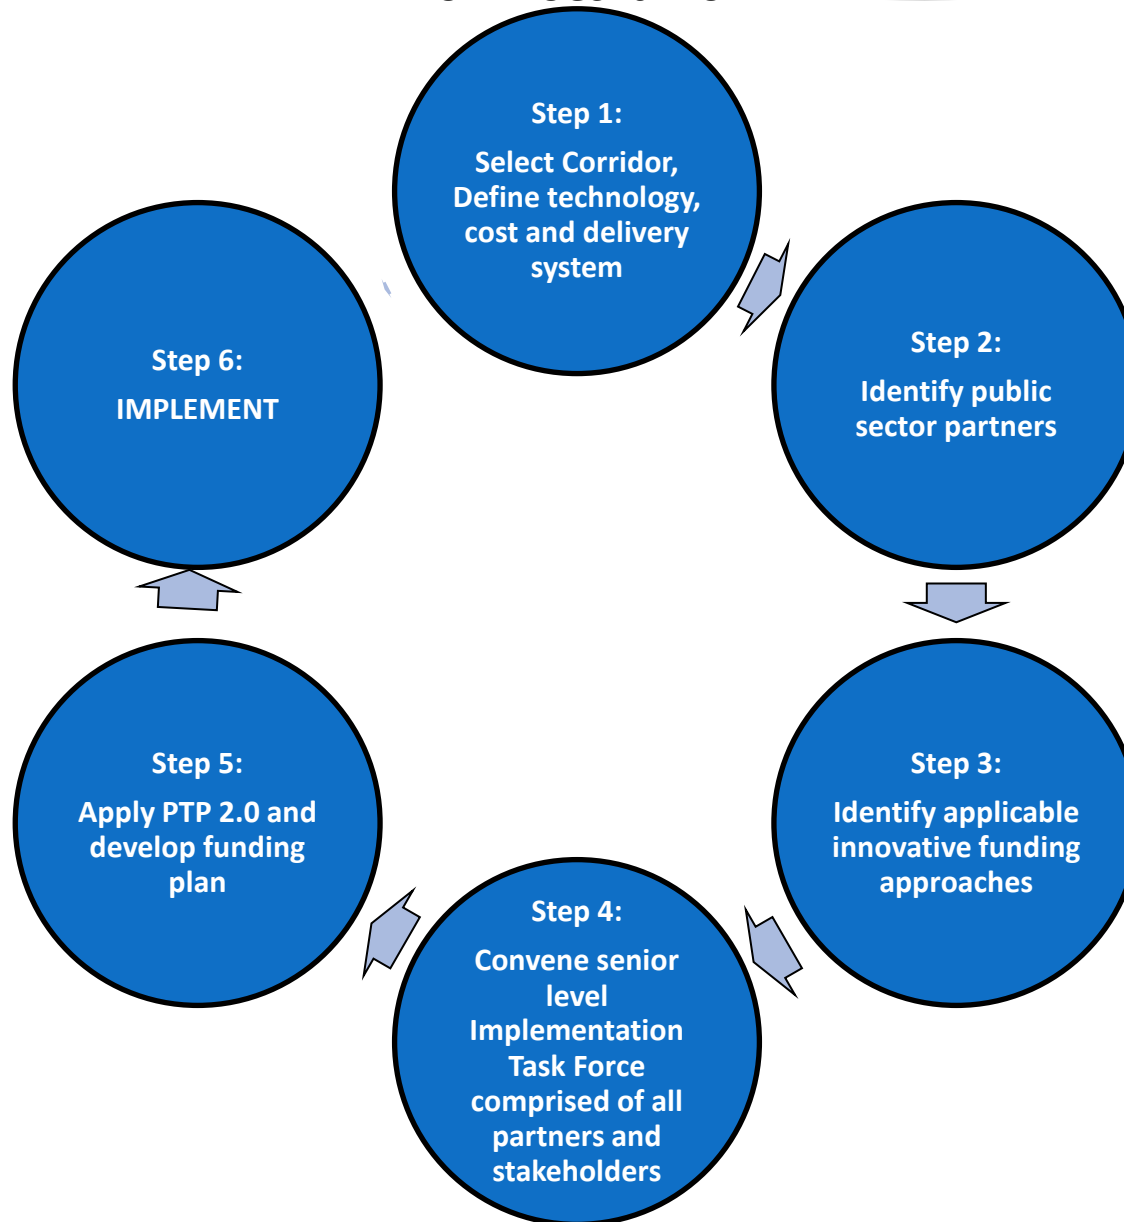 Step 1:
Select Corridor,
Define technology,
cost and delivery
system
Step 2:
Identify public
sector partners
Step 3:
Identify applicable
innovative funding
approaches
Step 4:
Convene senior
level
Implementation
Task Force
comprised of all
partners and
stakeholders
Step 5:
Apply PTP 2.0 and
develop funding
plan
Step 6:
IMPLEMENT